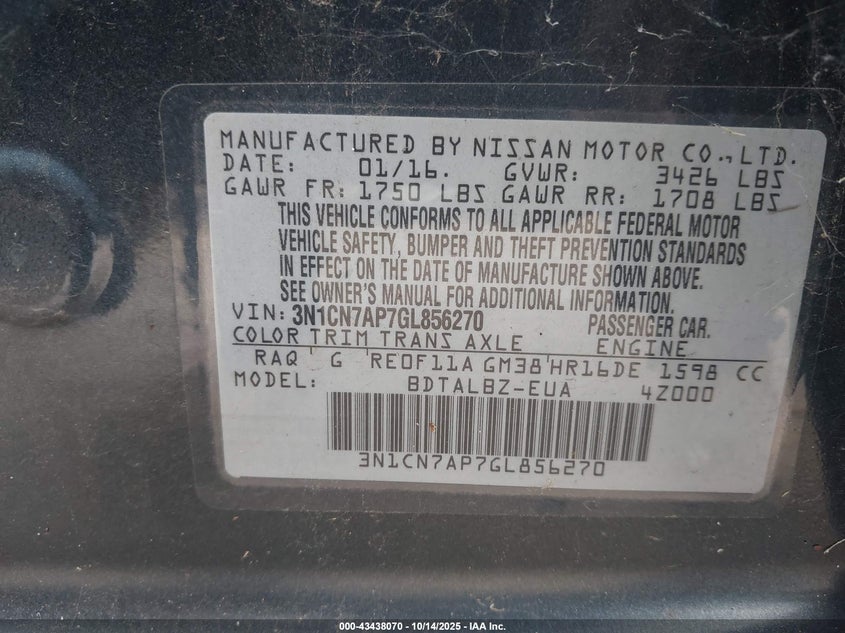 MANUFACTURED BY NISSAN MOTOR CO.,LTD.
DATE: 01/16. GVWR: 3426 LBS
GAWR FR: 1750 LBS GAWR RR: 1708 LBS
THIS VEHICLE CONFORMS TO ALL APPLICABLE FEDERAL MOTOR
VEHICLE SAFETY, BUMPER AND THEFT PREVENTION STANDARDS
IN EFFECT ON THE DATE OF MANUFACTURE SHOWN ABOVE.
SEE OWNER'S MANUAL FOR ADDITIONAL INFORMATION
VIN: 3N1CN7AP7GL856270 PASSENGER CAR.
COLOR TRIM TRANS AXLE ENGINE
RAQ ' G 'RE0F11A GM38'HR16DE 1598 CC
MODEL: BDTALBZ-EUA 4Z000
3N1CN7AP7GL856270
000-43438070 - 10/14/2025 - IAA Inc.